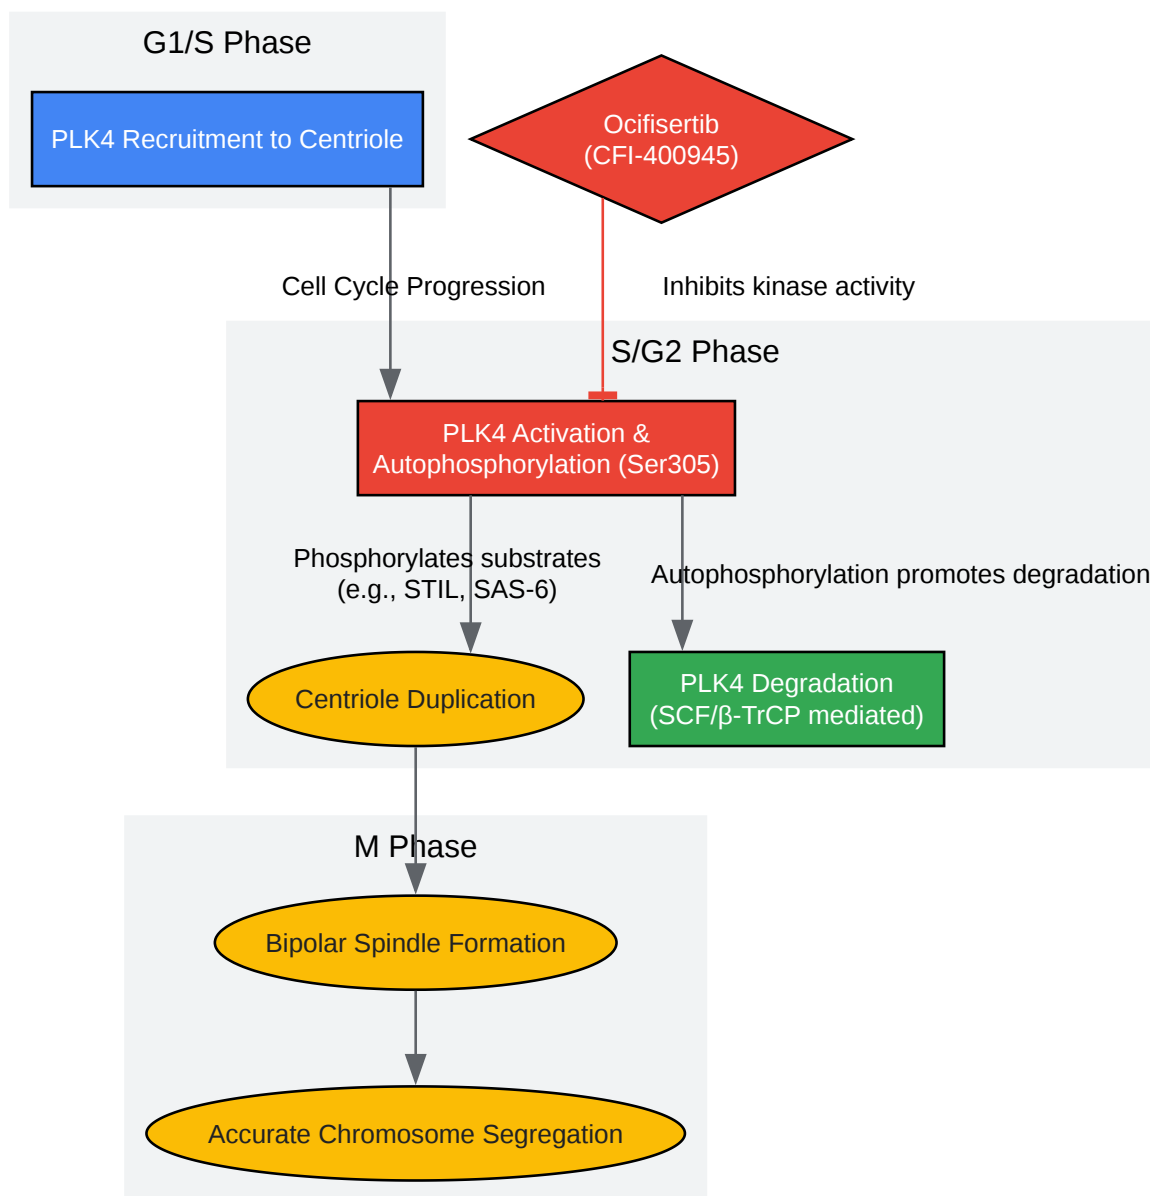 G1/S Phase
PLK4 Recruitment to Centriole
Ocifisertib
(CFI-400945)
Cell Cycle Progression
Inhibits kinase activity
S/G2 Phase
PLK4 Activation &
Autophosphorylation (Ser305)
Phosphorylates substrates
(e.g., STIL, SAS-6)
Autophosphorylation promotes degradation
Centriole Duplication
PLK4 Degradation
(SCF/β-TrCP mediated)
M Phase
Bipolar Spindle Formation
Accurate Chromosome Segregation